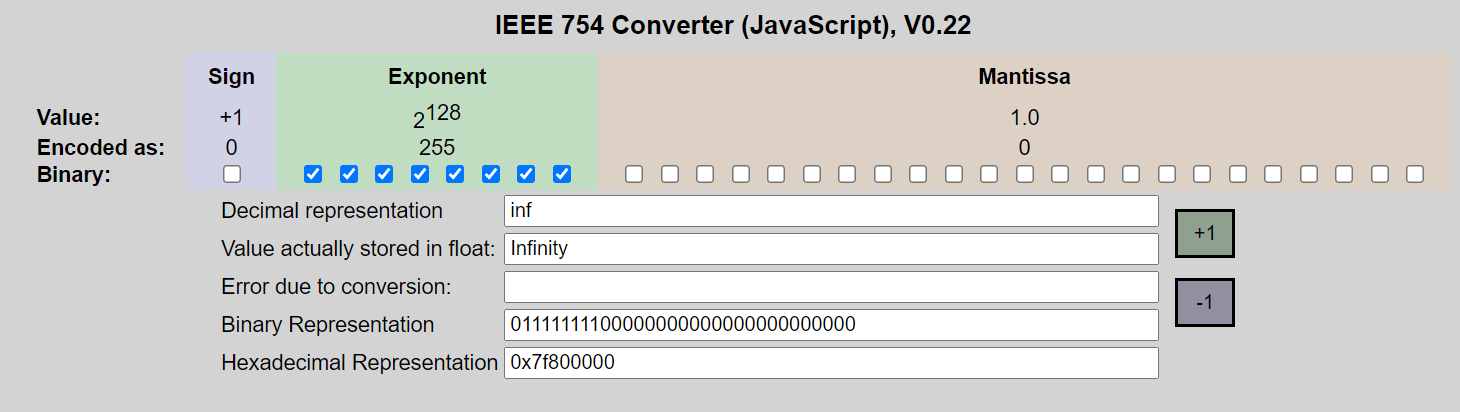 IEEE 754 Converter (JavaScript), V0.22
Sign Exponent Mantissa
Value: +1 2^128 1.0
Encoded as: 0 255 0
Binary:
Decimal representation inf
Value actually stored in float: Infinity +1
Error due to conversion:
-1
Binary Representation 01111111100000000000000000000000
Hexadecimal Representation 0x7f800000